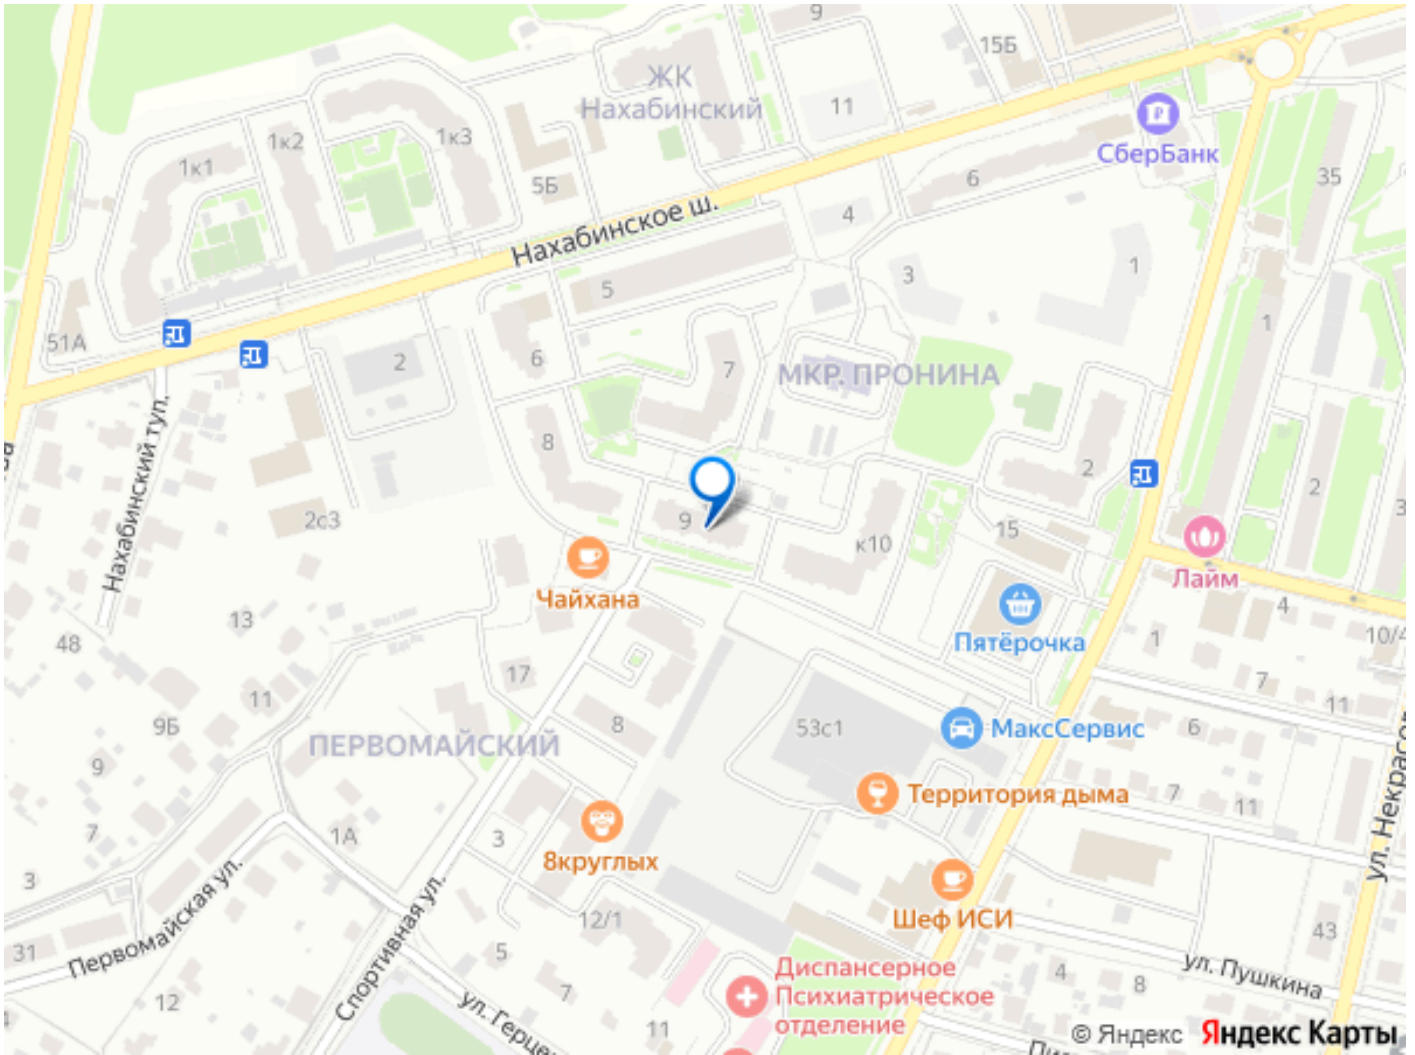 9
15Б
ЖК
Нахабинский
11
1к3
1к2
1к1
СберБанк
5Б
6
35
4
Нахабинское ш.
3
1
5
51А
2
6
7
МКР. ПРОНИНА
1
Нахабинский туп.
8
2
2
3
2с3
9
к10
15
Чайхана
Лайм
Пятёрочка
13
48
4
10/4
1
17
11
9Б
7
11
8
53с1
МаксСервис
6
ПЕРВОМАЙСКИЙ
9
7
1А
3
8круглых
Территория дыма
7
11
ул. Некрасов
3
Шеф ИСИ
12/1
43
31
Первомайская ул.
Спортивная ул.
5
7
12
ул. Герце
11
Диспансерное
Психиатрическое
отделение
4
8
ул. Пушкина
© Яндекс Яндекс Карты